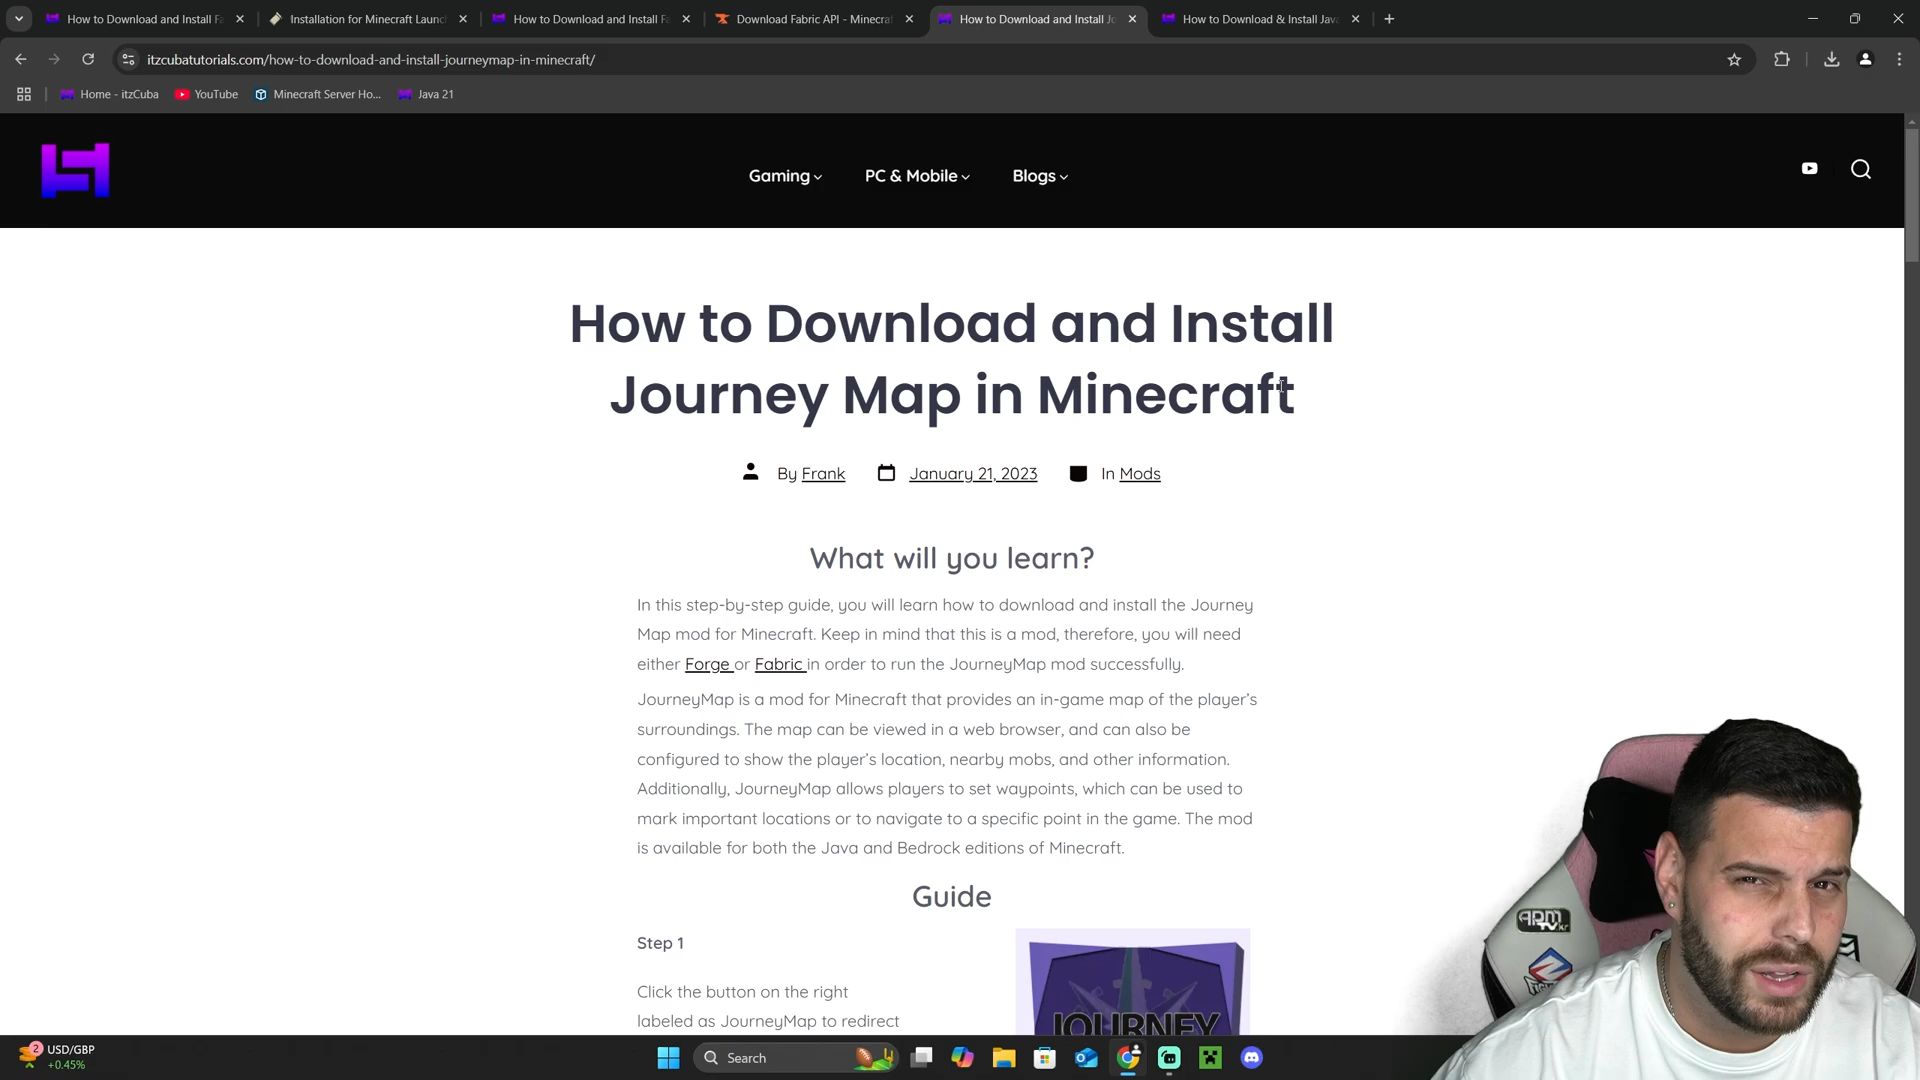 How to Download and Install Fa
Installation for Minecraft Laun
How to Download and Install Fa
Download Fabric API - Minecraf
How to Download and Install Jo
How to Download & Install Jav
itzcubatutorials.com/how-to-download-and-install-journeymap-in-minecraft/
Home - itzCuba
YouTube
Minecraft Server Ho...
Java 21
Gaming
PC & Mobile
Blogs
How to Download and Install
Journey Map in Minecraft
By Frank
January 21, 2023
In Mods
What will you learn?
In this step-by-step guide, you will learn how to download and install the Journey
Map mod for Minecraft. Keep in mind that this is a mod, therefore, you will need
either Forge or Fabric in order to run the JourneyMap mod successfully.
JourneyMap is a mod for Minecraft that provides an in-game map of the player's
surroundings. The map can be viewed in a web browser, and can also be
configured to show the player's location, nearby mobs, and other information.
Additionally, JourneyMap allows players to set waypoints, which can be used to
mark important locations or to navigate to a specific point in the game. The mod
is available for both the Java and Bedrock editions of Minecraft.
Guide
Step 1
Click the button on the right
labeled as JourneyMap to redirect
JOURNEY
2
USD/GBP
+0.45%
Search